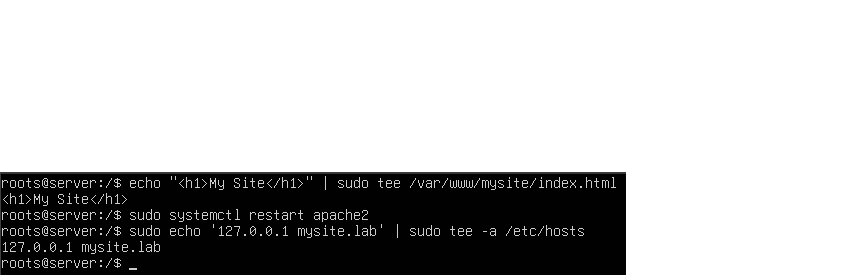 roots@server:/$ echo "<h1>My Site</h1>" | sudo tee /var/www/mysite/index.html
<h1>My Site</h1>
roots@server:/$ sudo systemctl restart apache2
roots@server:/$ sudo echo '127.0.0.1 mysite.lab' | sudo tee -a /etc/hosts
127.0.0.1 mysite.lab
roots@server:/$ _